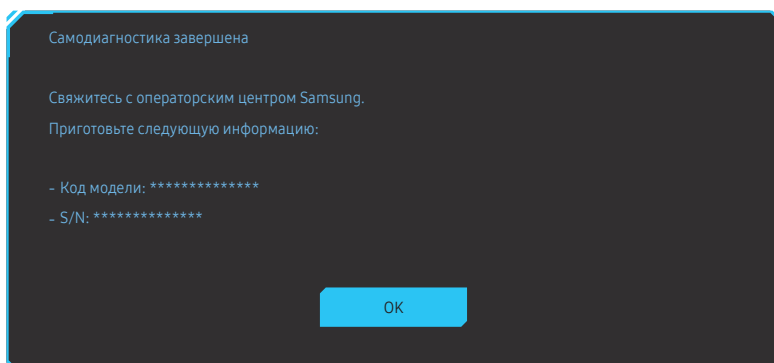 Самодиагностика завершена
Свяжитесь с операторским центром Samsung.
Приготовьте следующую информацию:
- Код модели: **************
- S/N: **************
OK